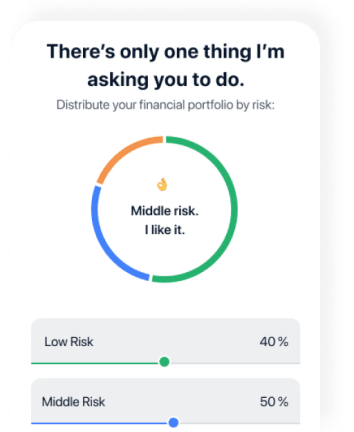 There’s only one thing I’m
asking you to do.
Distribute your financial portfolio by risk:
Middle risk.
I like it.
Low Risk 40 %
Middle Risk 50 %